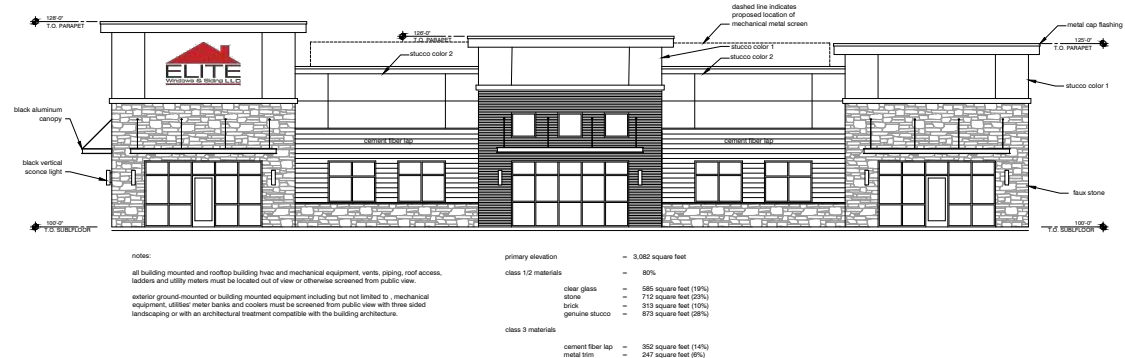 dashed line indicates
proposed location of
mechanical metal screen
128'-0"
T.O. PARAPET
126'-0"
T.O. PARAPET
metal cap flashing
125'-0"
T.O. PARAPET
stucco color 2
stucco color 1
stucco color 2
ELITE
Windows & Siding LLC
stucco color 1
black aluminum
canopy
cement fiber lap
cement fiber lap
black vertical
sconce light
faux stone
100'-0"
T.O. SUBLFLOOR
100'-0"
T.O. SUBLFLOOR
notes:
all building mounted and rooftop building hvac and mechanical equipment, vents, piping, roof access,
ladders and utility meters must be located out of view or otherwise screened from public view.
exterior ground-mounted or building mounted equipment including but not limited to , mechanical
equipment, utilities' meter banks and coolers must be screened from public view with three sided
landscaping or with an architectural treatment compatible with the building architecture.
primary elevation – 3,082 square feet
class 1/2 materials – 80%
clear glass – 585 square feet (19%)
stone – 712 square feet (23%)
brick – 313 square feet (10%)
genuine stucco – 873 square feet (28%)
class 3 materials
cement fiber lap – 352 square feet (14%)
metal trim – 247 square feet (6%)